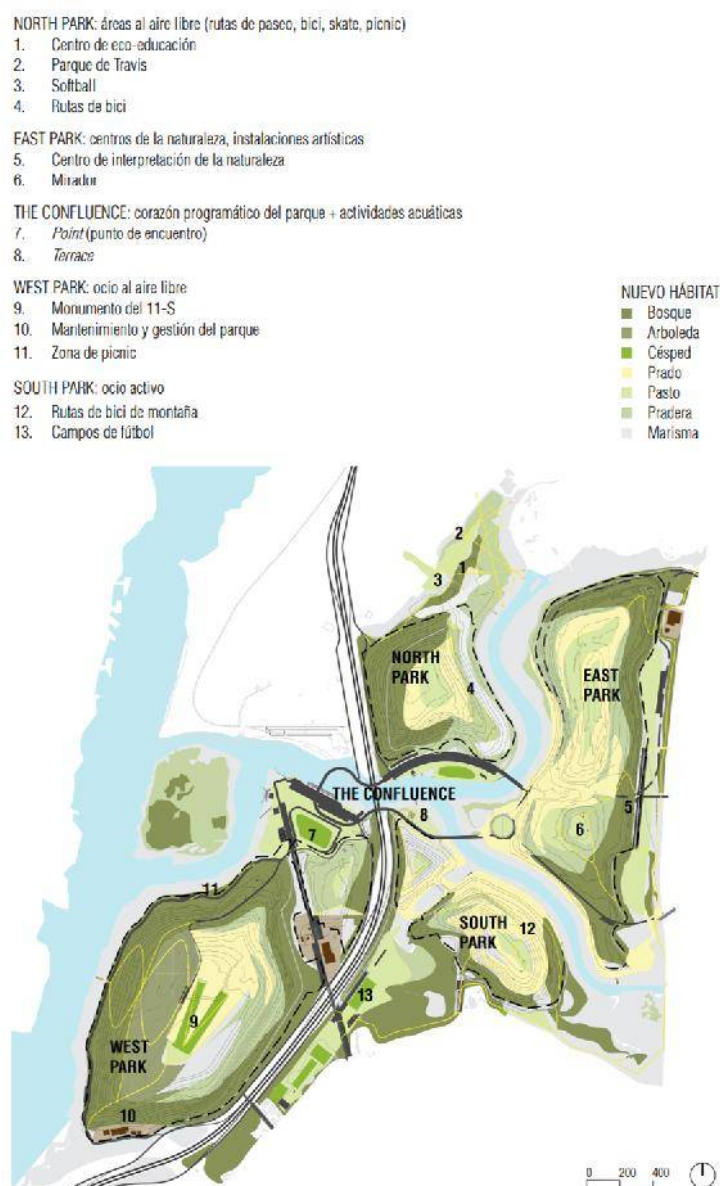 NORTH PARK: áreas al aire libre (rutas de paseo, bici, skate, picnic)
1. Centro de eco-educación
2. Parque de Travis
3. Softball
4. Rutas de bici
EAST PARK: centros de la naturaleza, instalaciones artísticas
5. Centro de interpretación de la naturaleza
6. Mirador
THE CONFLUENCE: corazón programático del parque + actividades acuáticas
7. Point (punto de encuentro)
8. Terrace
WEST PARK: ocio al aire libre
9. Monumento del 11-S
10. Mantenimiento y gestión del parque
11. Zona de picnic
SOUTH PARK: ocio activo
12. Rutas de bici de montaña
13. Campos de fútbol
NUEVO HÁBITAT
Bosque
Arboleda
Césped
Prado
Pasto
Pradera
Marisma
2
1
3
NORTH
PARK
4
EAST
PARK
THE CONFLUENCE
8
7
6
5
11
SOUTH
PARK
12
13
9
WEST
PARK
10
0 200 400